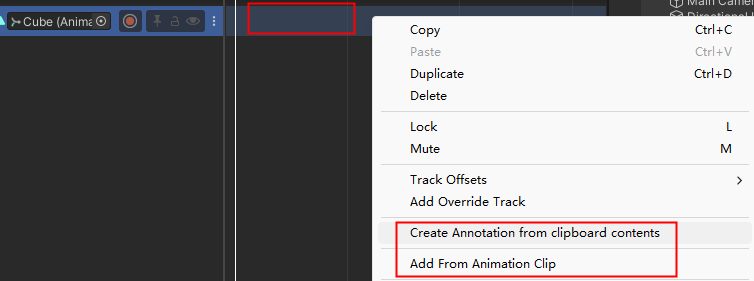 Cube (Anima
Main Camer
Directional
Copy Ctrl+C
Paste Ctrl+V
Duplicate Ctrl+D
Delete
Lock L
Mute M
Track Offsets
Add Override Track
Create Annotation from clipboard contents
Add From Animation Clip